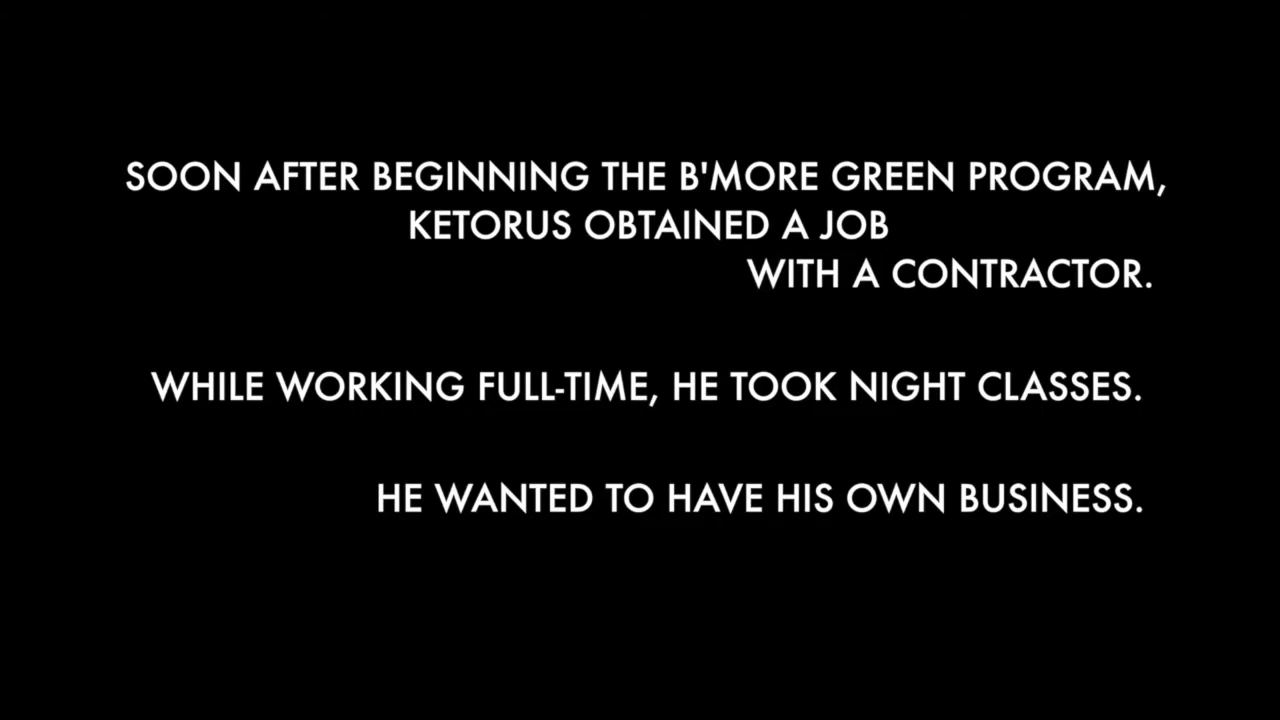 SOON AFTER BEGINNING THE B'MORE GREEN PROGRAM,
KETORUS OBTAINED A JOB
WITH A CONTRACTOR.
WHILE WORKING FULL-TIME, HE TOOK NIGHT CLASSES.
HE WANTED TO HAVE HIS OWN BUSINESS.